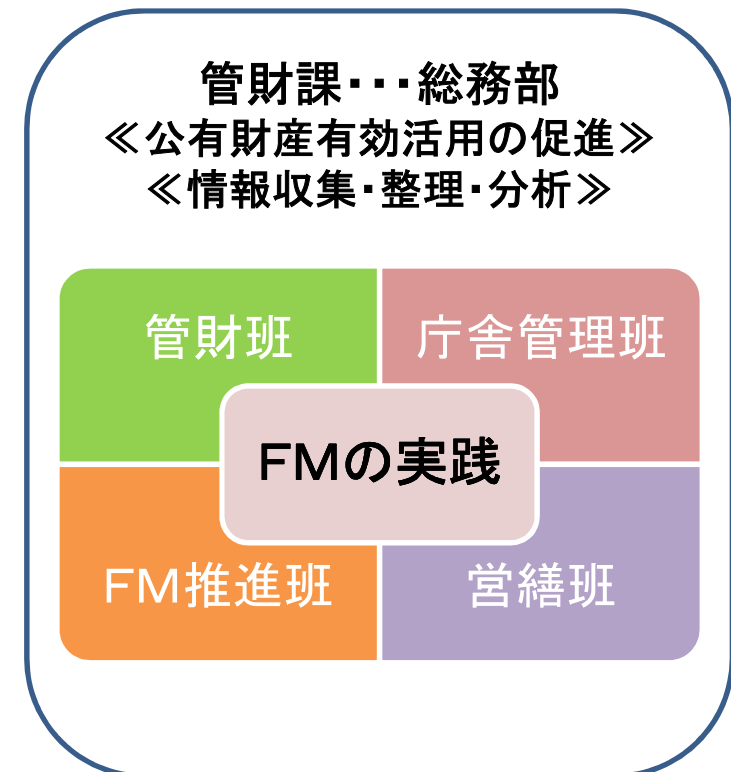 管財課・・・総務部
≪公有財産有効活用の促進≫
≪情報収集・整理・分析≫
管財班
庁舎管理班
ＦＭの実践
ＦＭ推進班
営繕班